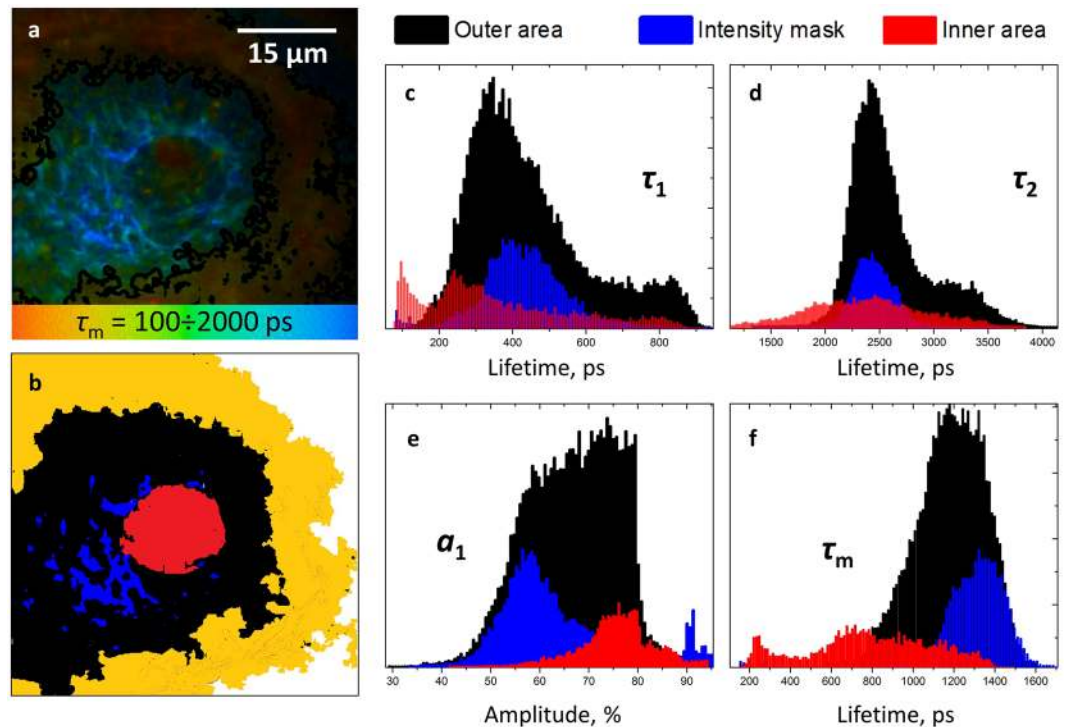 a
15 µm
τm = 100÷2000 ps
b
Outer area
Intensity mask
Inner area
c
τ1
200 400 600 800
Lifetime, ps
d
τ2
1500 2000 2500 3000 3500 4000
Lifetime, ps
e
a1
30 40 50 60 70 80 90
Amplitude, %
f
τm
200 400 600 800 1000 1200 1400 1600
Lifetime, ps